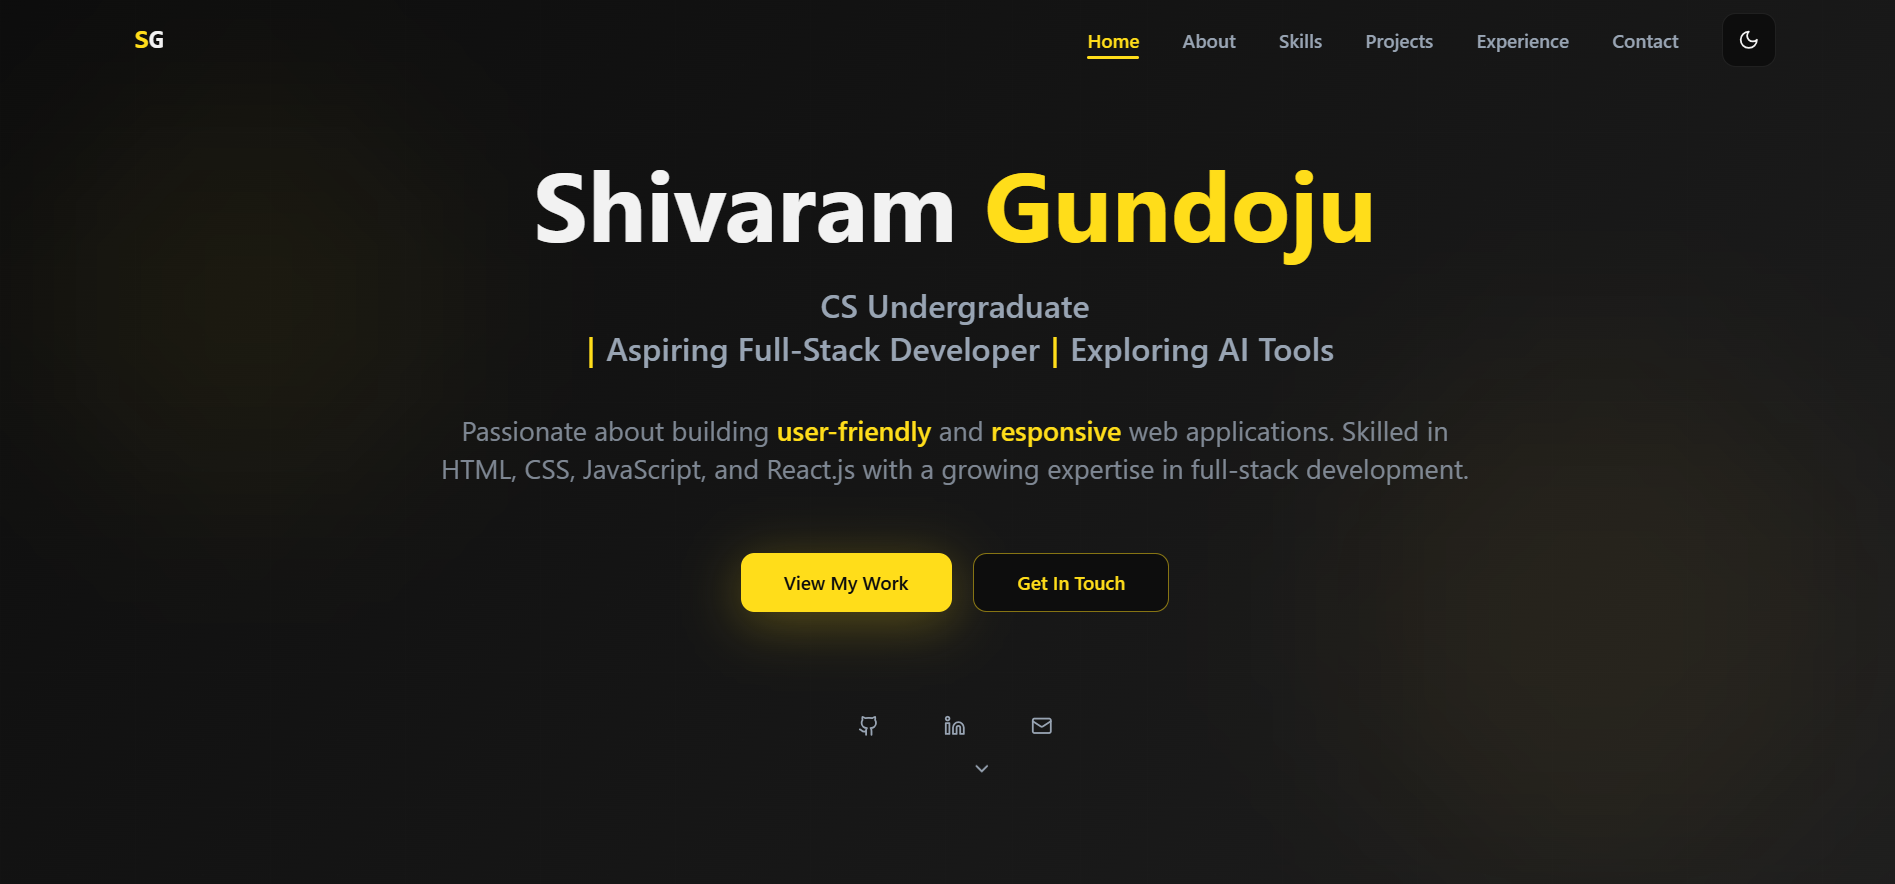 SG
Home About Skills Projects Experience Contact
Shivaram Gundoju
CS Undergraduate
| Aspiring Full-Stack Developer | Exploring AI Tools
Passionate about building user-friendly and responsive web applications. Skilled in
HTML, CSS, JavaScript, and React.js with a growing expertise in full-stack development.
View My Work Get In Touch